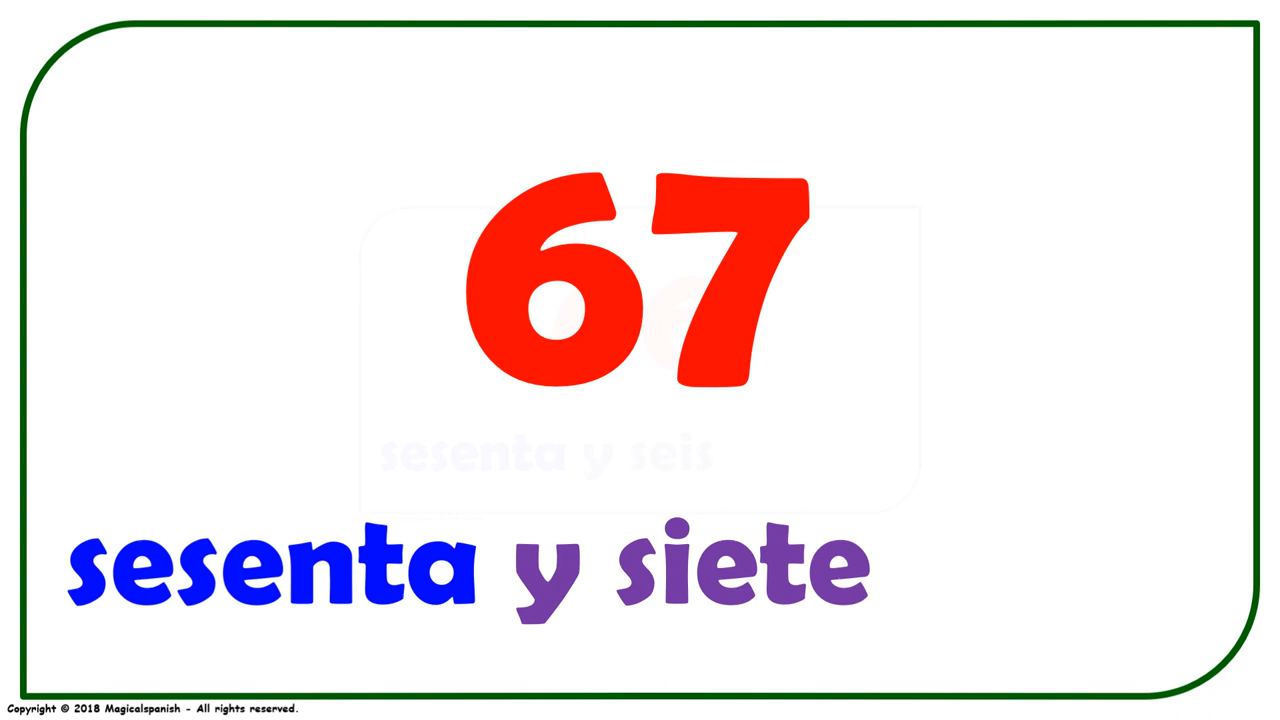 67
sesenta y seis
sesenta y siete
Copyright © 2018 Magicalspanish - All rights reserved.